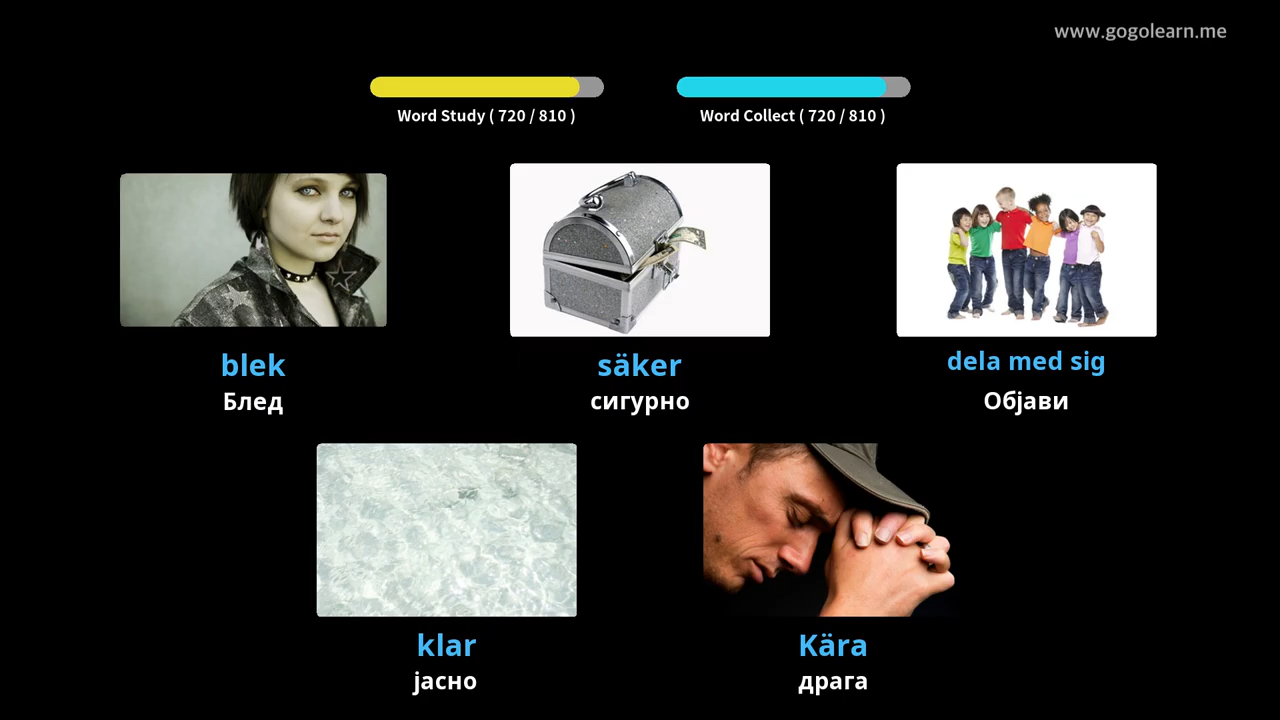 www.gogolearn.me
Word Study ( 720 / 810 )
Word Collect ( 720 / 810 )
blek
Блед
säker
сигурно
dela med sig
Објави
klar
јасно
Kära
драга